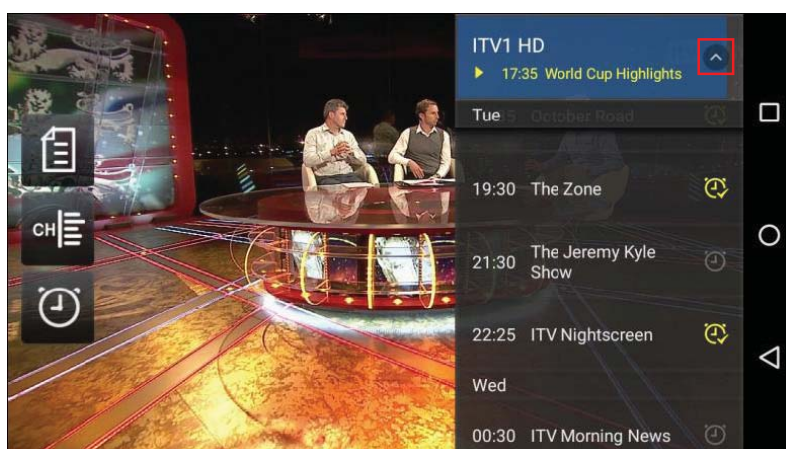 ITV1 HD
17:35 World Cup Highlights
Tue
October Road
CH
19:30 The Zone
21:30 The Jeremy Kyle
Show
22:25 ITV Nightscreen
Wed
00:30 ITV Morning News